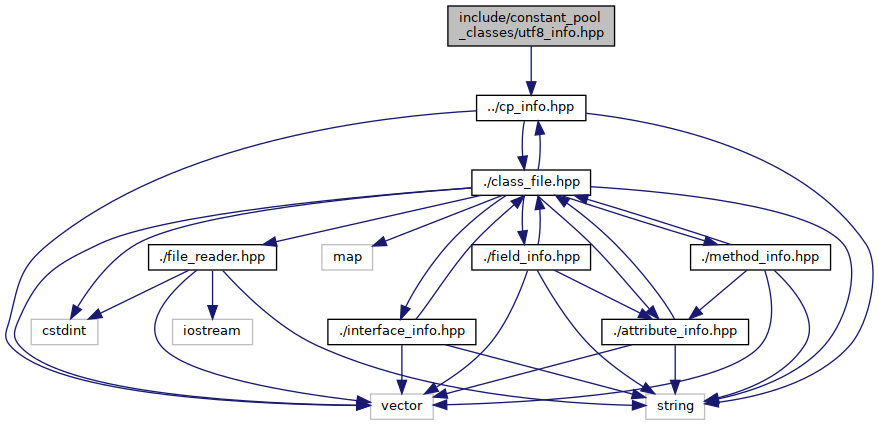 include/constant_pool
_classes/utf8_info.hpp
../cp_info.hpp
./class_file.hpp
./file_reader.hpp
map
./field_info.hpp
./method_info.hpp
cstdint
iostream
./interface_info.hpp
./attribute_info.hpp
vector
string